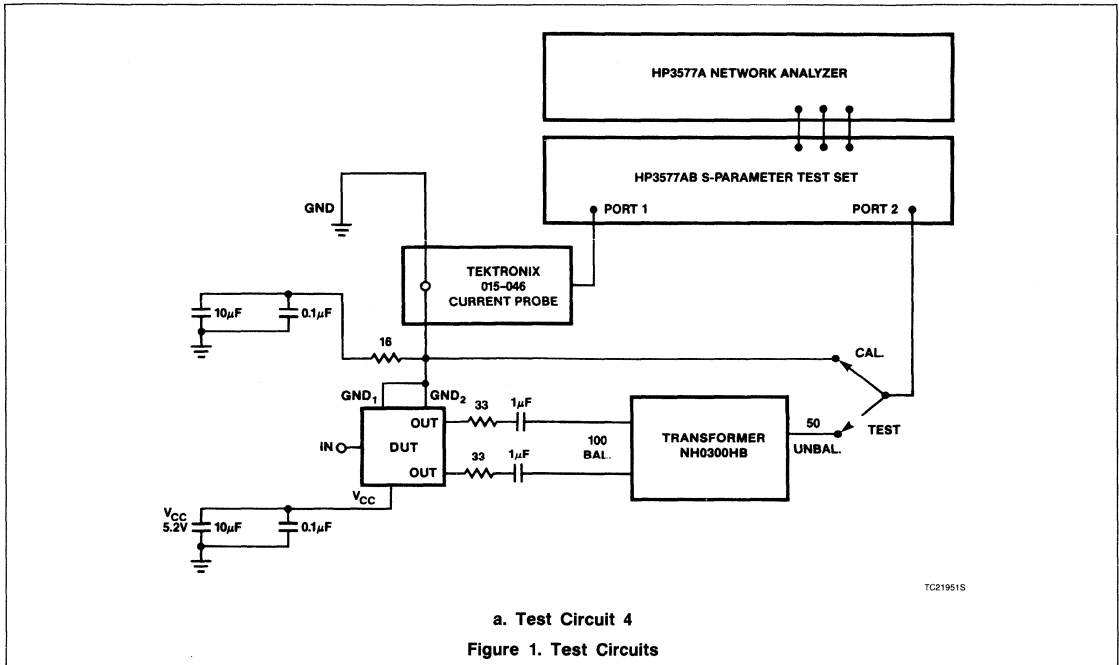 HP3577A NETWORK ANALYZER
HP3577AB S-PARAMETER TEST SET
PORT 1
PORT 2
GND
TEKTRONIX
015-046
CURRENT PROBE
10μF
0.1μF
16
CAL.
GND1
GND2
OUT
33
1μF
IN
DUT
100
BAL.
TRANSFORMER
NH0300HB
50
UNBAL.
TEST
OUT
33
1μF
VCC
VCC
5.2V
10μF
0.1μF
TC21951S
a. Test Circuit 4
Figure 1. Test Circuits